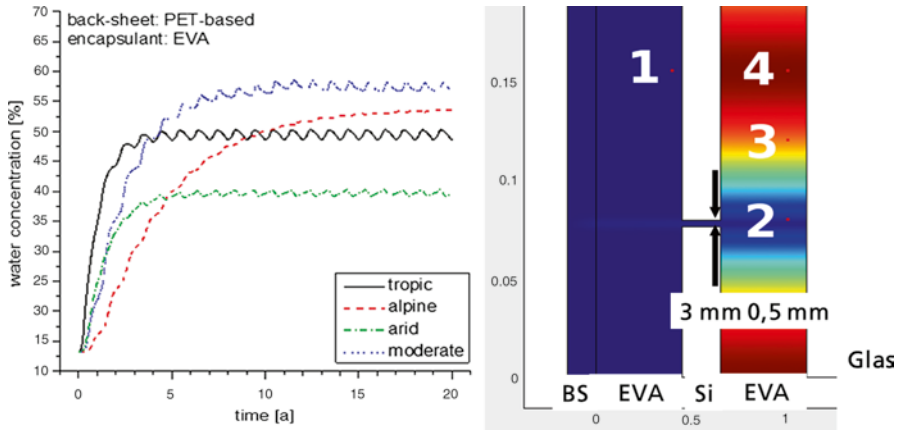 back-sheet: PET-based
encapsulant: EVA
water concentration [%]
70
65
60
55
50
45
40
35
30
15
10
tropic
alpine
arid
moderate
0
5
10
15
20
time [a]
0.15
0.1
0.05
0
1
4
3
2
3 mm 0,5 mm
Glas
BS EVA Si EVA
0 0.5 1